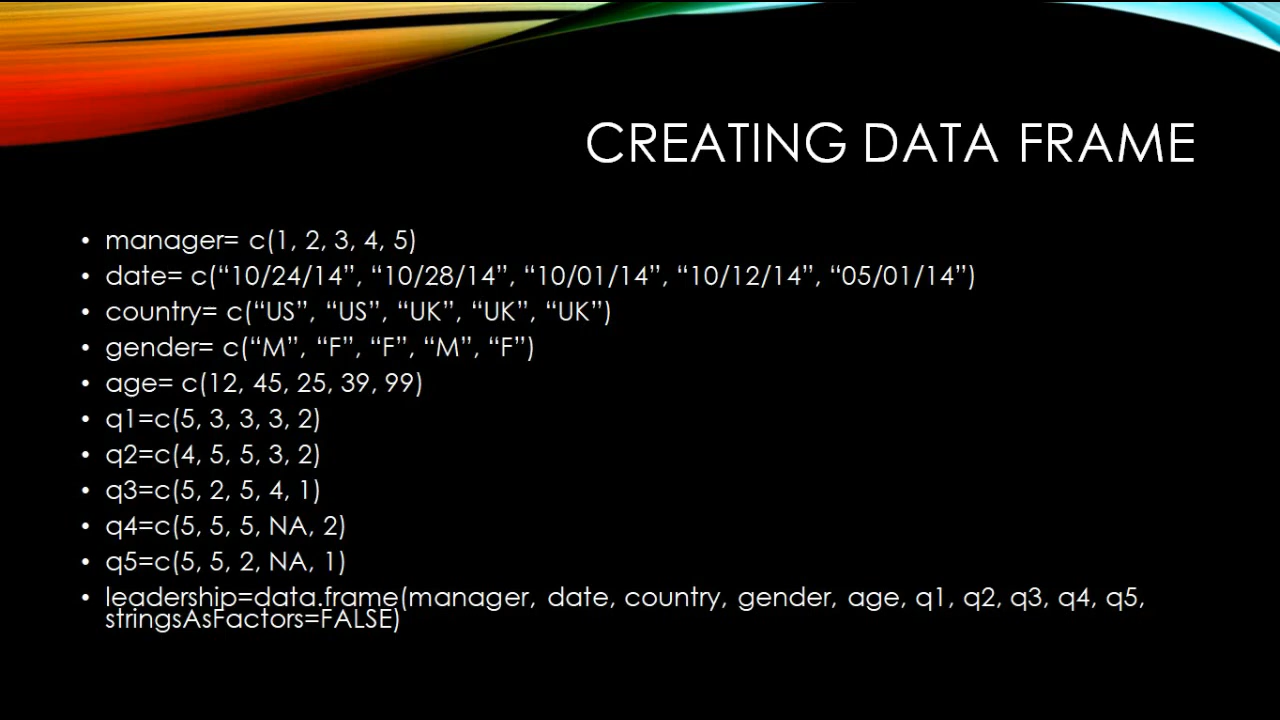 CREATING DATA FRAME
• manager= c(1, 2, 3, 4, 5)
• date= c(“10/24/14”, “10/28/14”, “10/01/14”, “10/12/14”, “05/01/14”)
• country= c(“US”, “US”, “UK”, “UK”, “UK”)
• gender= c(“M”, “F”, “F”, “M”, “F”)
• age= c(12, 45, 25, 39, 99)
• q1=c(5, 3, 3, 3, 2)
• q2=c(4, 5, 5, 3, 2)
• q3=c(5, 2, 5, 4, 1)
• q4=c(5, 5, 5, NA, 2)
• q5=c(5, 5, 2, NA, 1)
• leadership=data.frame(manager, date, country, gender, age, q1, q2, q3, q4, q5,
stringsAsFactors=FALSE)